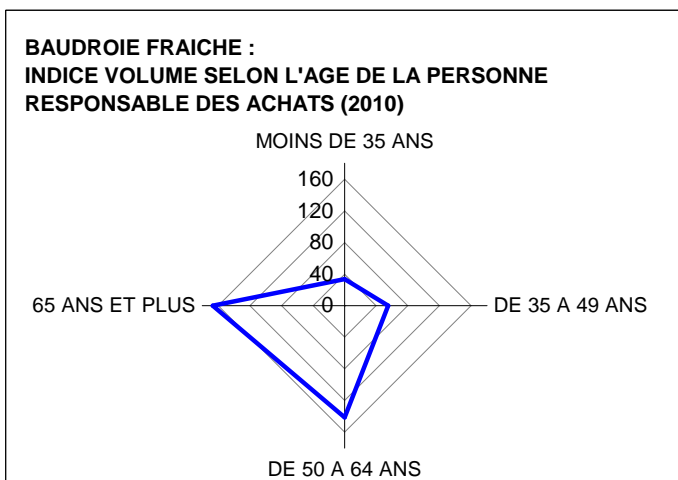 BAUDROIE FRAICHE :
INDICE VOLUME SELON L'AGE DE LA PERSONNE
RESPONSABLE DES ACHATS (2010)
MOINS DE 35 ANS
160
120
80
40
0
65 ANS ET PLUS
DE 35 A 49 ANS
DE 50 A 64 ANS